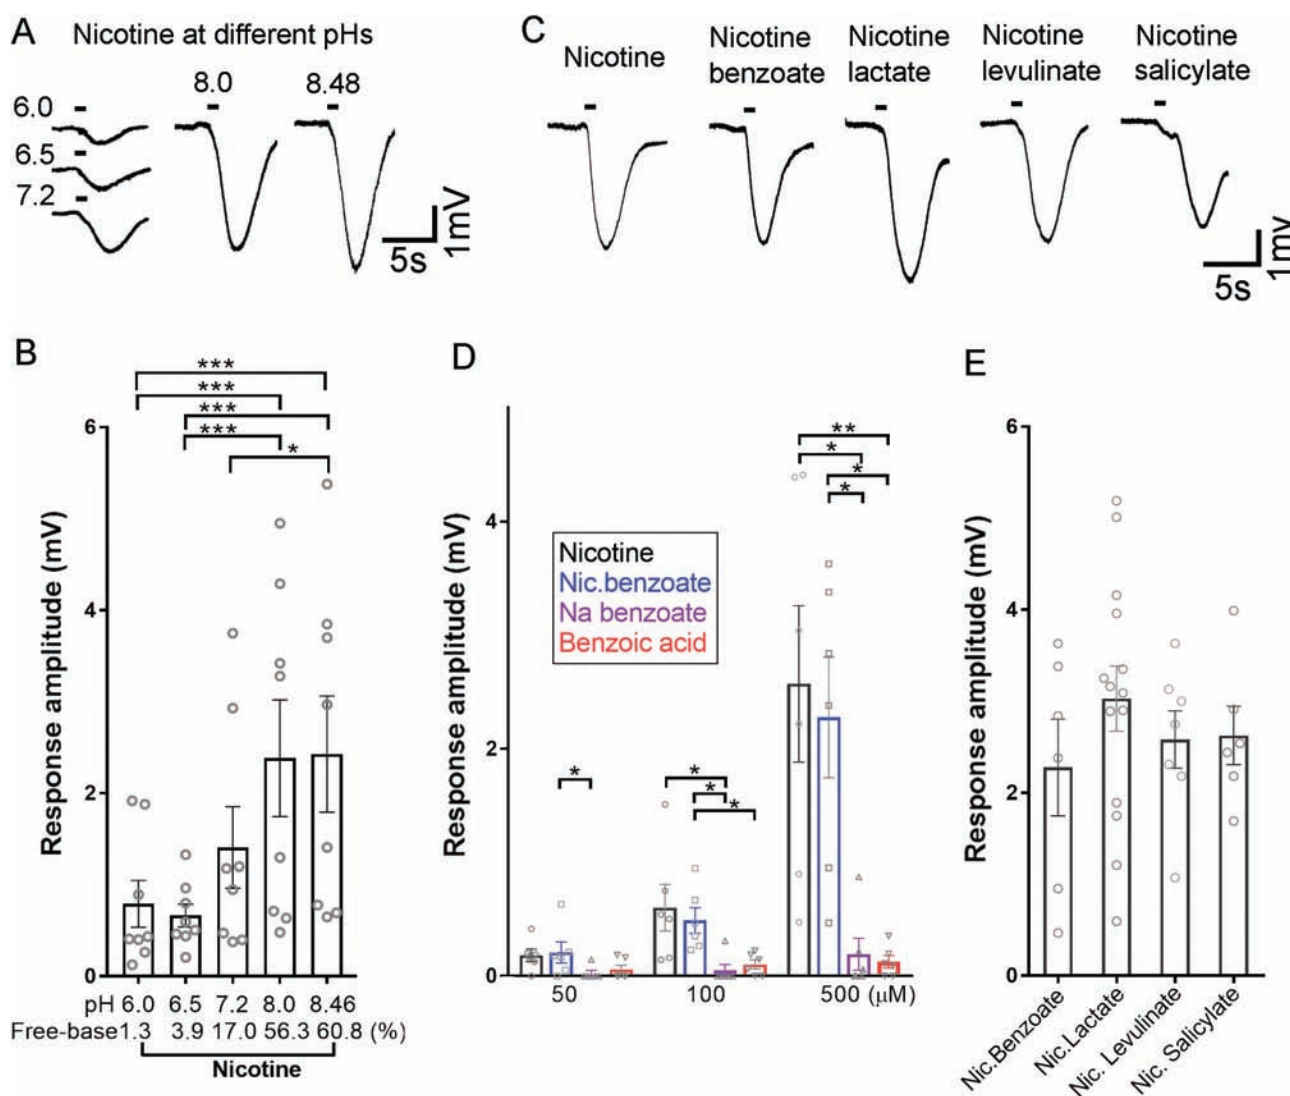 A
Nicotine at different pHs
6.0
6.5
7.2
8.0
8.48
5s
1mV
C
Nicotine
Nicotine
benzoate
Nicotine
lactate
Nicotine
levulinate
Nicotine
salicylate
5s
1mv
B
***
***
***
***
*
Response amplitude (mV)
6
4
2
0
pH 6.0 6.5 7.2 8.0 8.46
Free-base 1.3 3.9 17.0 56.3 60.8 (%)
Nicotine
D
Response amplitude (mV)
4
2
0
Nicotine
Nic.benzoate
Na benzoate
Benzoic acid
*
*
*
*
**
*
*
*
50 100 500 (μM)
E
Response amplitude (mV)
6
4
2
0
Nic.Benzoate
Nic.Lactate
Nic. Levulinate
Nic. Salicylate